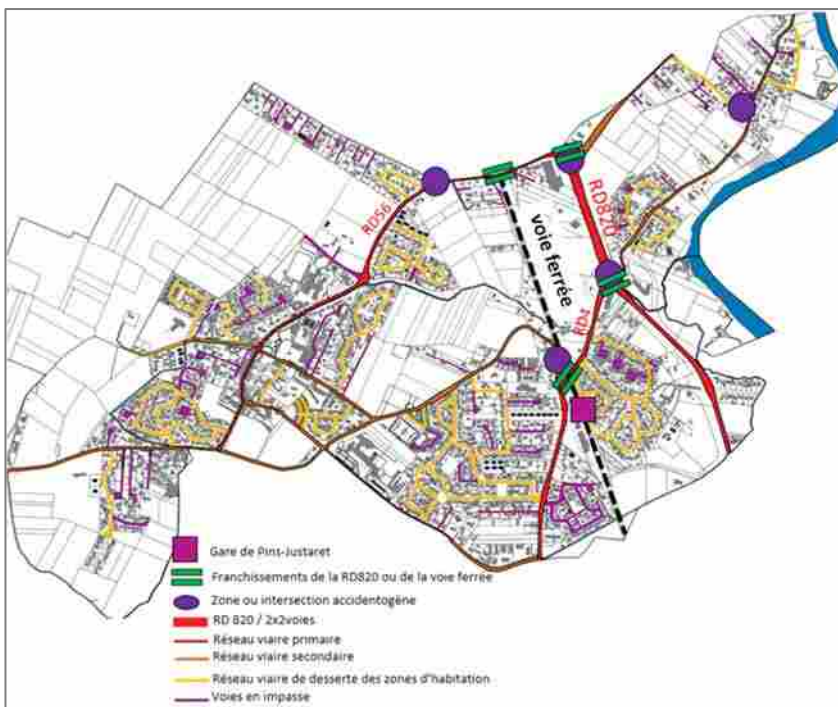 RD56
voie ferrée
RD820
RD4
Gare de Pins-Justaret
Franchissements de la RD820 ou de la voie ferrée
Zone ou intersection accidentogène
RD 820 / 2x2voies
Réseau viaire primaire
Réseau viaire secondaire
Réseau viaire de desserte des zones d'habitation
Voies en impasse